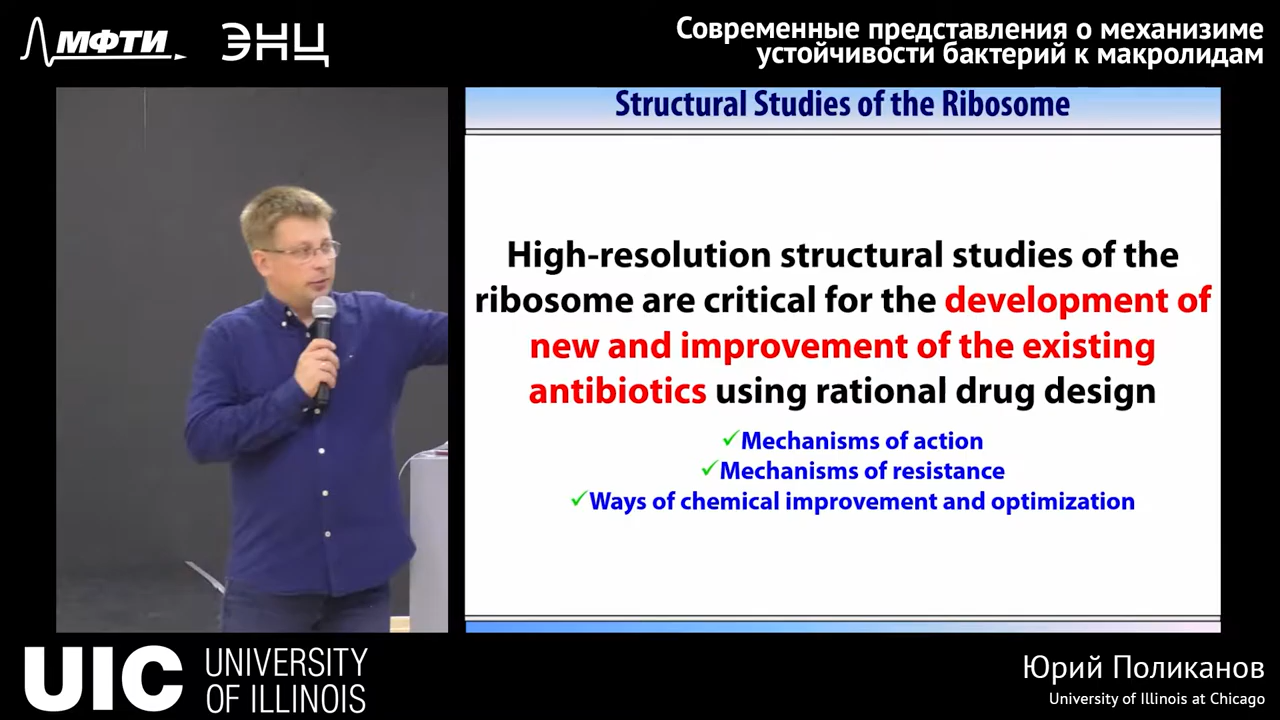 МФТИ
ЭНЦ
Современные представления о механизиме
устойчивости бактерий к макролидам
Structural Studies of the Ribosome
High-resolution structural studies of the
ribosome are critical for the development of
new and improvement of the existing
antibiotics using rational drug design
✓Mechanisms of action
✓Mechanisms of resistance
✓Ways of chemical improvement and optimization
UIC
UNIVERSITY
OF ILLINOIS
Юрий Поликанов
University of Illinois at Chicago